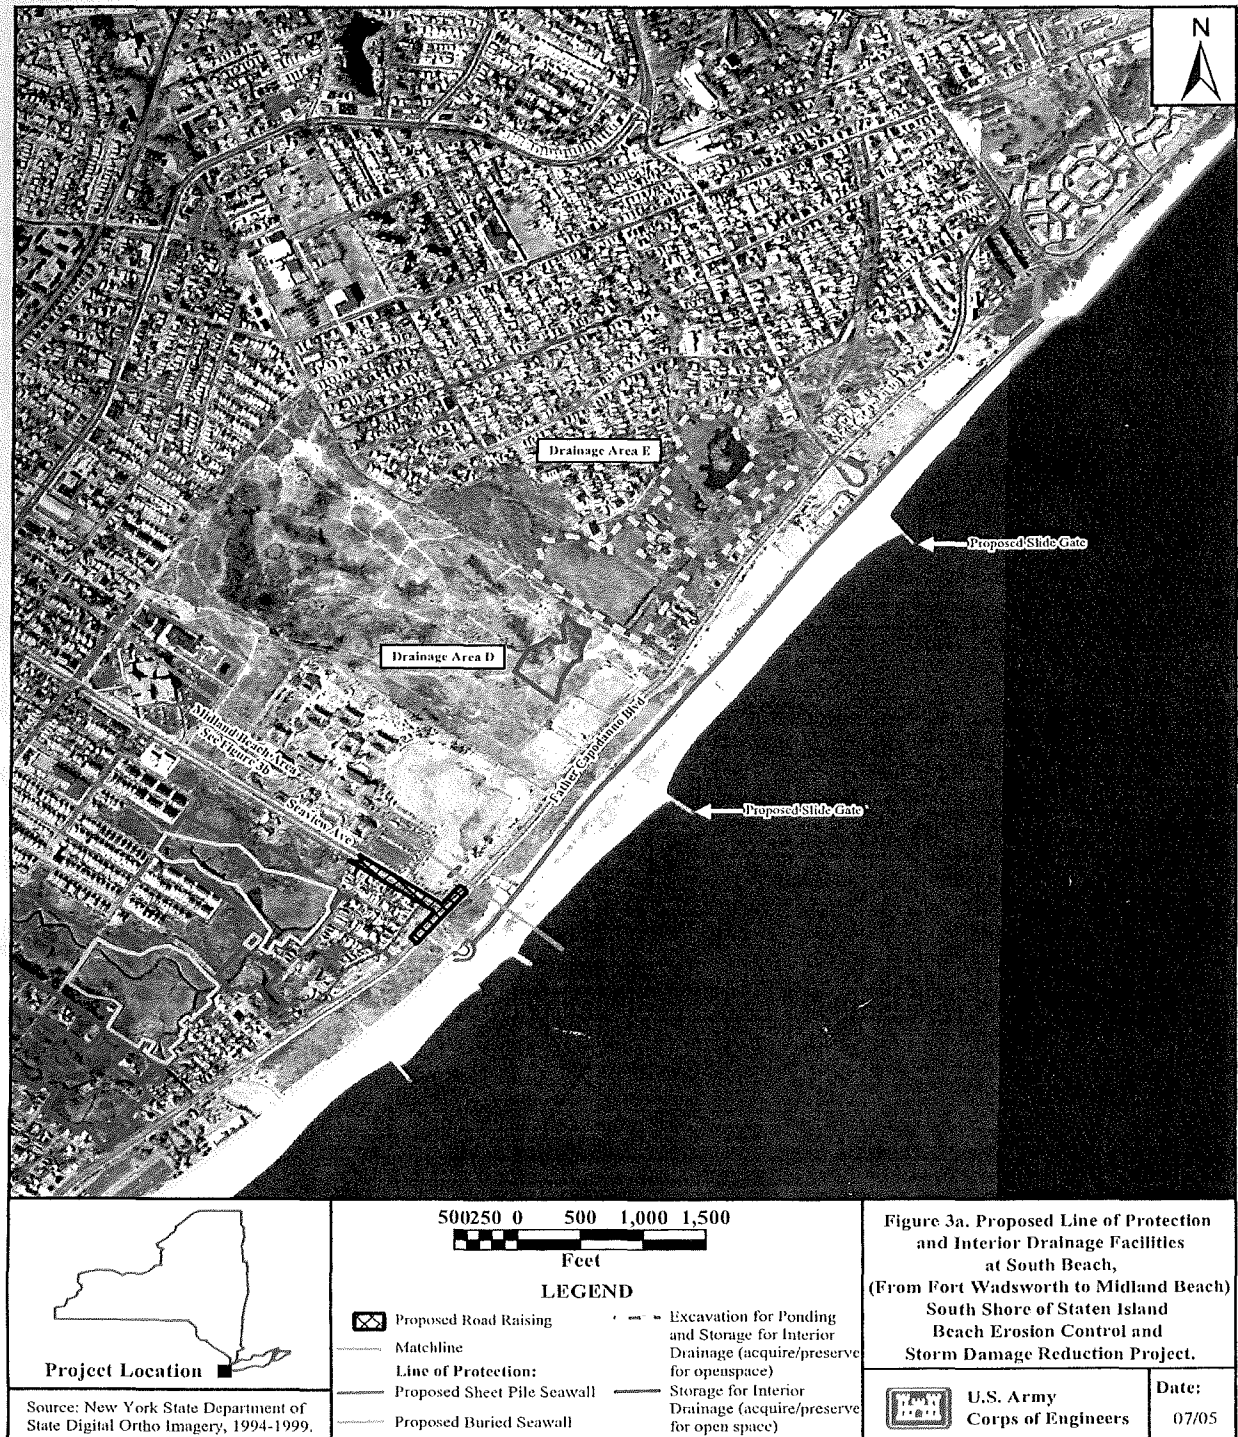 N
Drainage Area E
Proposed Slide Gate
Drainage Area D
Midland Beach Area
See Figure 3b
Seaview Ave
Father Capodanno Blvd
Proposed Slide Gate
500 250 0 500 1,000 1,500
Feet
LEGEND
Proposed Road Raising
Matchline
Line of Protection:
Proposed Sheet Pile Seawall
Proposed Buried Seawall
Excavation for Ponding
and Storage for Interior
Drainage (acquire/preserve
for openspace)
Storage for Interior
Drainage (acquire/preserve
for open space)
Project Location
Source: New York State Department of
State Digital Ortho Imagery, 1994-1999.
Figure 3a. Proposed Line of Protection
and Interior Drainage Facilities
at South Beach,
(From Fort Wadsworth to Midland Beach)
South Shore of Staten Island
Beach Erosion Control and
Storm Damage Reduction Project.
U.S. Army
Corps of Engineers
Date:
07/05